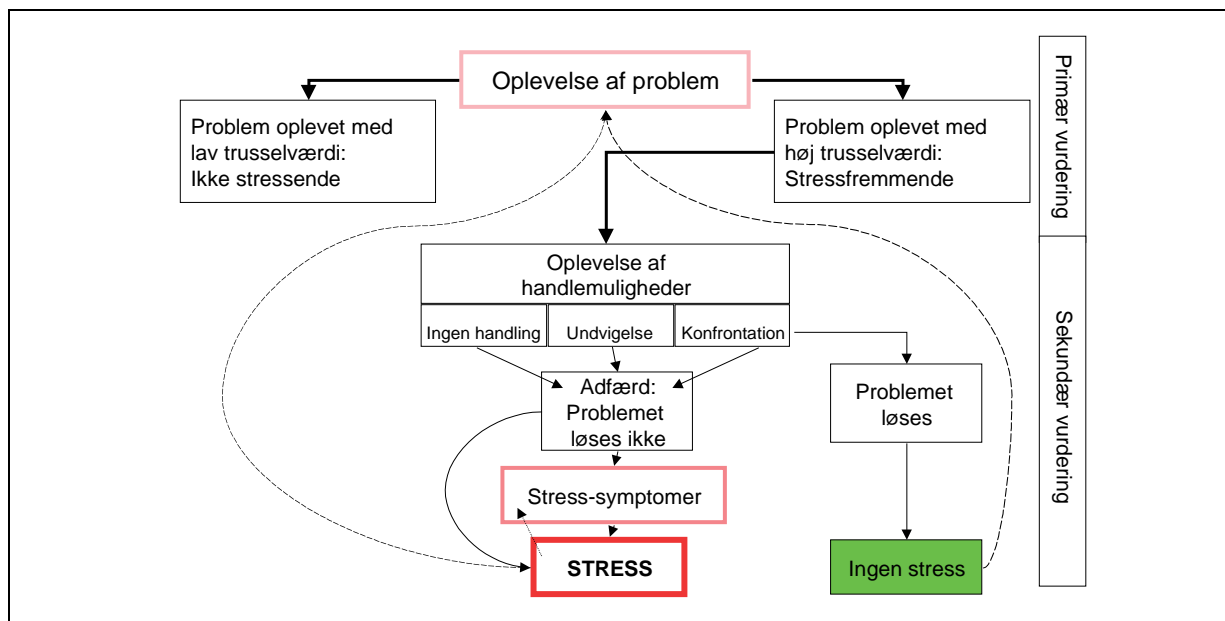 Oplevelse af problem
Problem oplevet med
lav trusselværdi:
Ikke stressende
Problem oplevet med
høj trusselværdi:
Stressfremmende
Primær vurdering
Oplevelse af
handlemuligheder
Ingen handling
Undvigelse
Konfrontation
Adfærd:
Problemet
løses ikke
Problemet
løses
Stress-symptomer
STRESS
Ingen stress
Sekundær vurdering